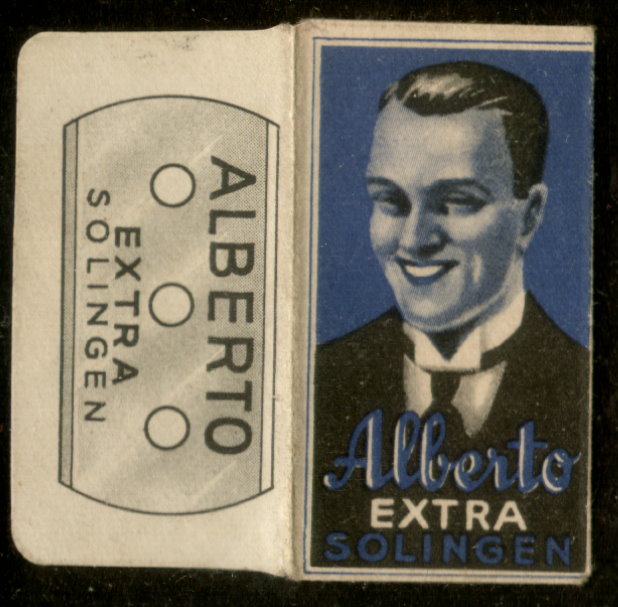 ALBERTO
EXTRA
SOLINGEN
Alberto
EXTRA
SOLINGEN